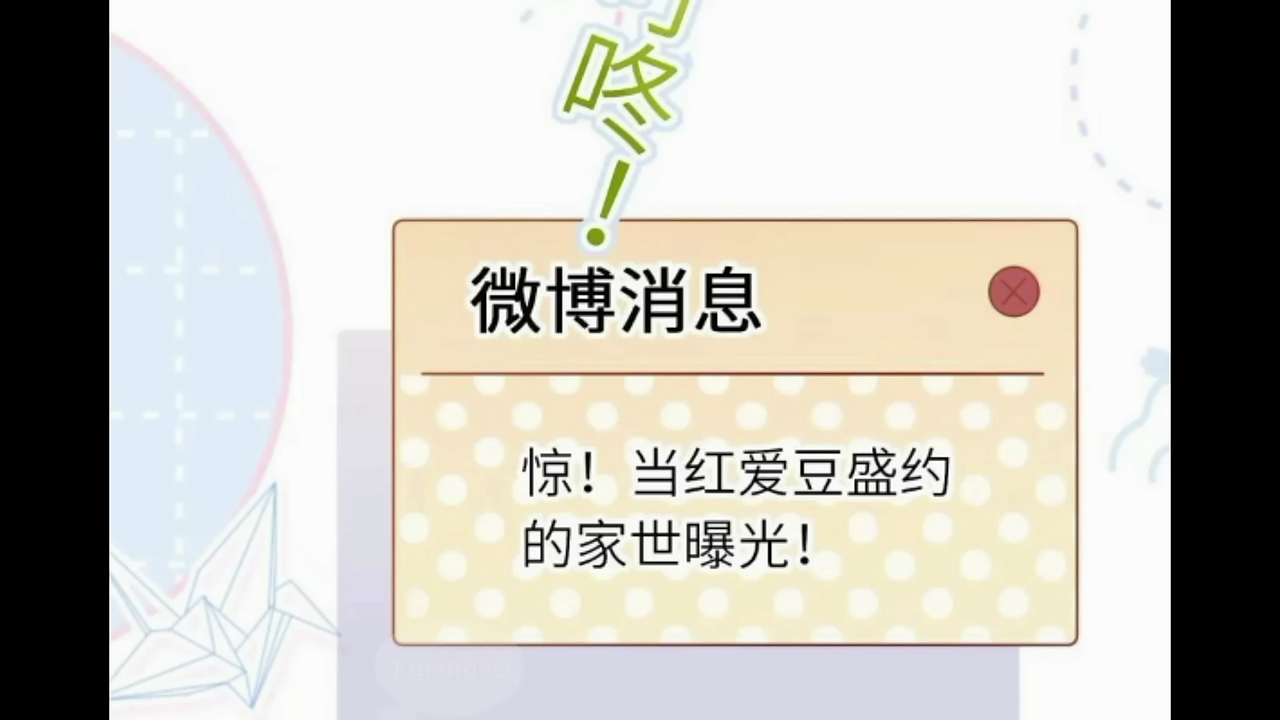 咚！
微博消息
惊！当红爱豆盛约
的家世曝光！